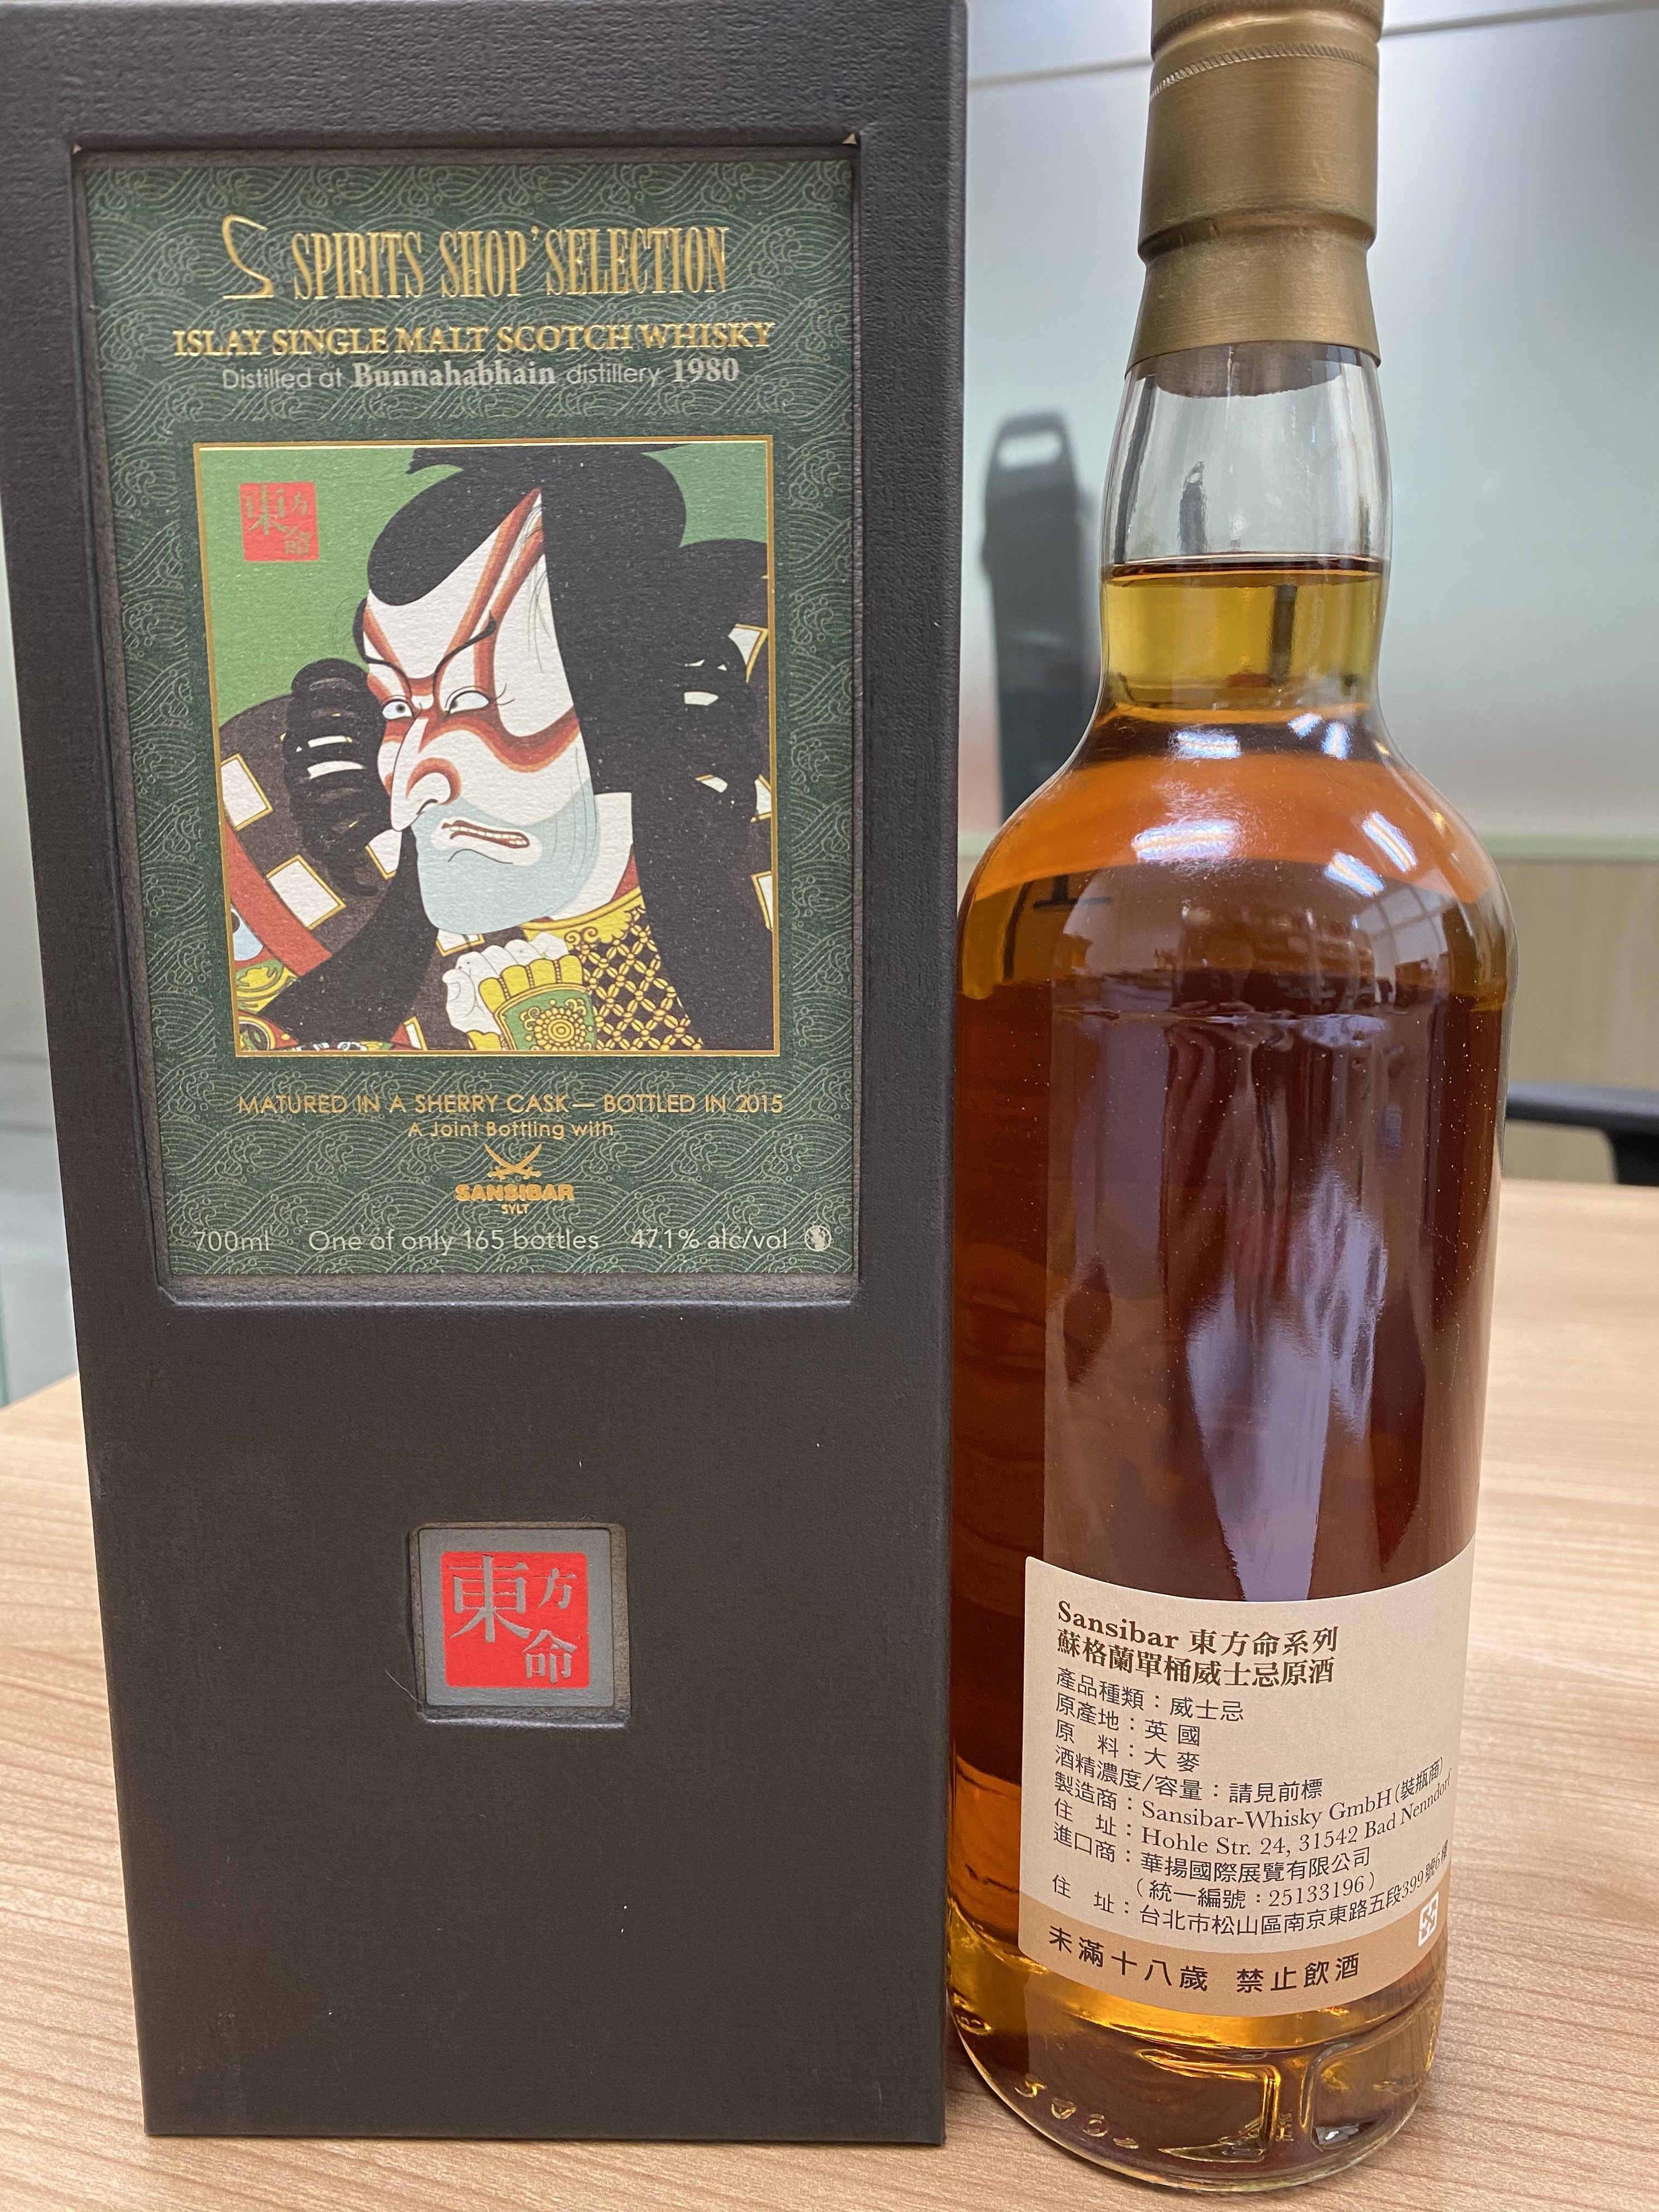 S SPIRITS SHOP' SELECTION
ISLAY SINGLE MALT SCOTCH WHISKY
Distilled at Bunnahabhain distillery 1980
東方命
MATURED IN A SHERRY CASK — BOTTLED IN 2015
A Joint Bottling with
SANSIBAR
SYLT
700ml One of only 165 bottles 47.1% alc/vol
東方命
Sansibar 東方命系列
蘇格蘭單桶威士忌原酒
產品種類：威士忌
原產地：英國
原 料：大麥
酒精濃度/容量：請見前標
製造商：Sansibar-Whisky GmbH(裝瓶商)
住 址：Hohle Str. 24, 31542 Bad Nenndorf
進口商：華揚國際展覽有限公司
（統一編號：25133196）
住 址：台北市松山區南京東路五段399號6樓
未滿十八歲 禁止飲酒